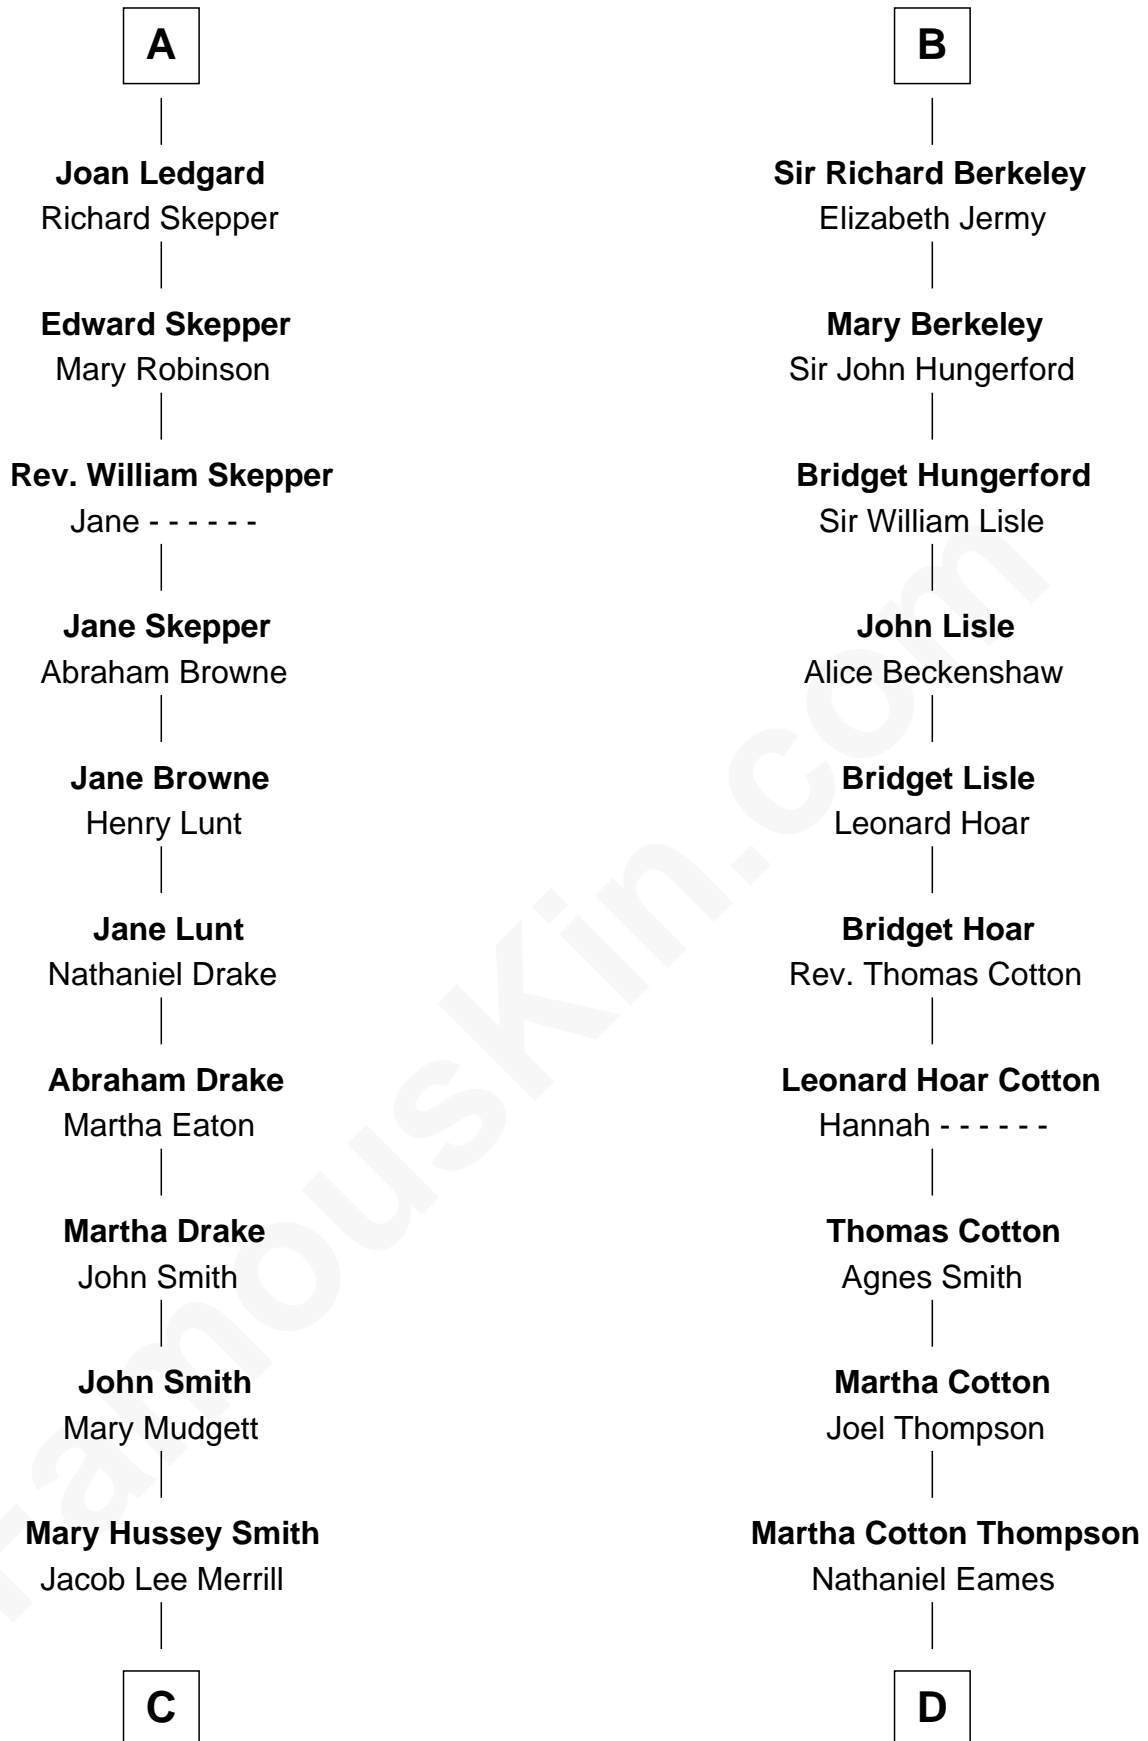 A
Joan Ledgard
Richard Skepper
Edward Skepper
Mary Robinson
Rev. William Skepper
Jane - - - - - -
Jane Skepper
Abraham Browne
Jane Browne
Henry Lunt
Jane Lunt
Nathaniel Drake
Abraham Drake
Martha Eaton
Martha Drake
John Smith
John Smith
Mary Mudgett
Mary Hussey Smith
Jacob Lee Merrill
C
B
Sir Richard Berkeley
Elizabeth Jermy
Mary Berkeley
Sir John Hungerford
Bridget Hungerford
Sir William Lisle
John Lisle
Alice Beckenshaw
Bridget Lisle
Leonard Hoar
Bridget Hoar
Rev. Thomas Cotton
Leonard Hoar Cotton
Hannah - - - - - -
Thomas Cotton
Agnes Smith
Martha Cotton
Joel Thompson
Martha Cotton Thompson
Nathaniel Eames
D
FamousKin.com